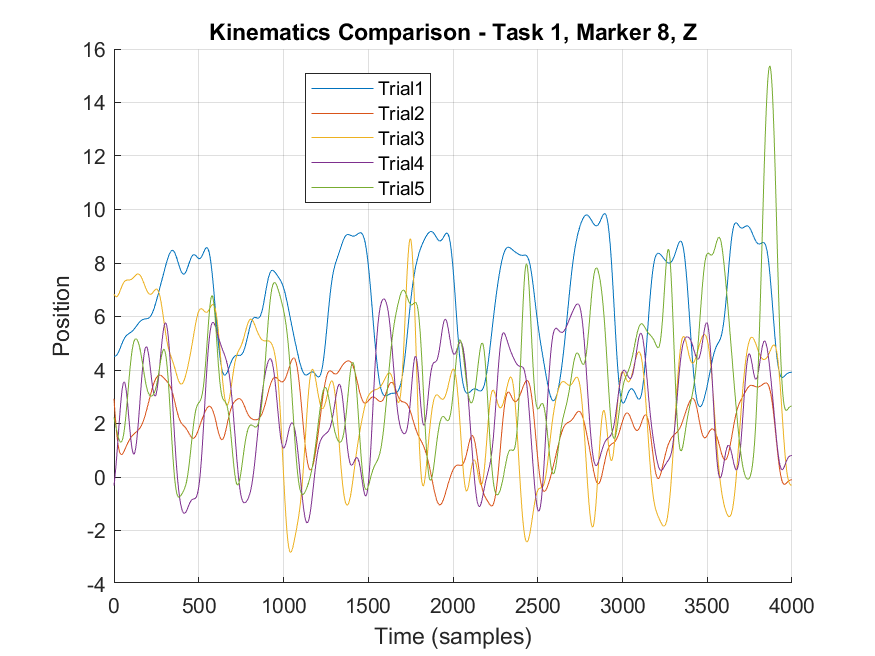 Kinematics Comparison - Task 1, Marker 8, Z
16
14
12
10
8
6
4
2
0
-2
-4
Position
Trial1
Trial2
Trial3
Trial4
Trial5
0 500 1000 1500 2000 2500 3000 3500 4000
Time (samples)